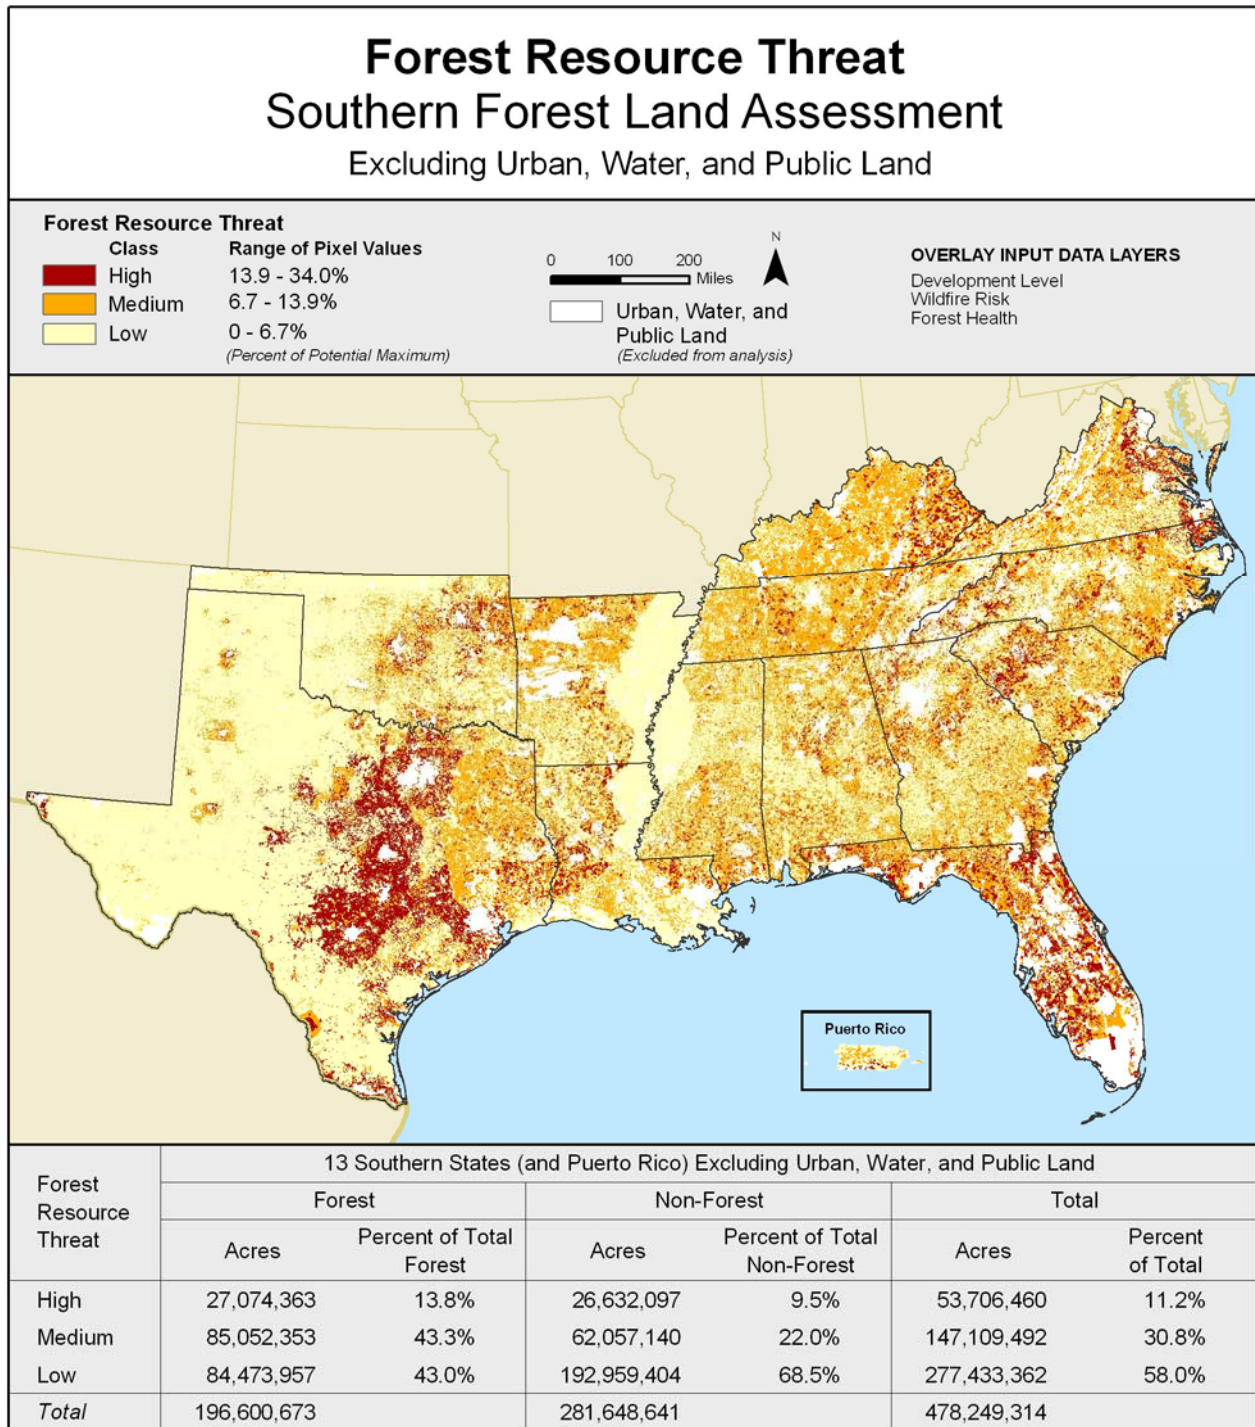 Forest Resource Threat
Southern Forest Land Assessment
Excluding Urban, Water, and Public Land
Forest Resource Threat
Class Range of Pixel Values
High 13.9 - 34.0%
Medium 6.7 - 13.9%
Low 0 - 6.7%
(Percent of Potential Maximum)
0 100 200
Miles
N
Urban, Water, and
Public Land
(Excluded from analysis)
OVERLAY INPUT DATA LAYERS
Development Level
Wildfire Risk
Forest Health
Puerto Rico
Forest
Resource
Threat
13 Southern States (and Puerto Rico) Excluding Urban, Water, and Public Land
Forest Non-Forest Total
Acres Percent of Total Forest Acres Percent of Total Non-Forest Acres Percent of Total
High 27,074,363 13.8% 26,632,097 9.5% 53,706,460 11.2%
Medium 85,052,353 43.3% 62,057,140 22.0% 147,109,492 30.8%
Low 84,473,957 43.0% 192,959,404 68.5% 277,433,362 58.0%
Total 196,600,673 281,648,641 478,249,314